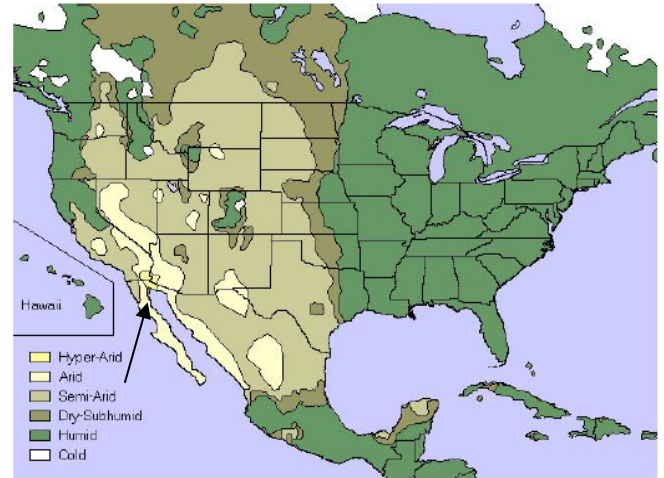 Hawaii
Hyper-Arid
Arid
Semi-Arid
Dry-Subhumid
Humid
Cold